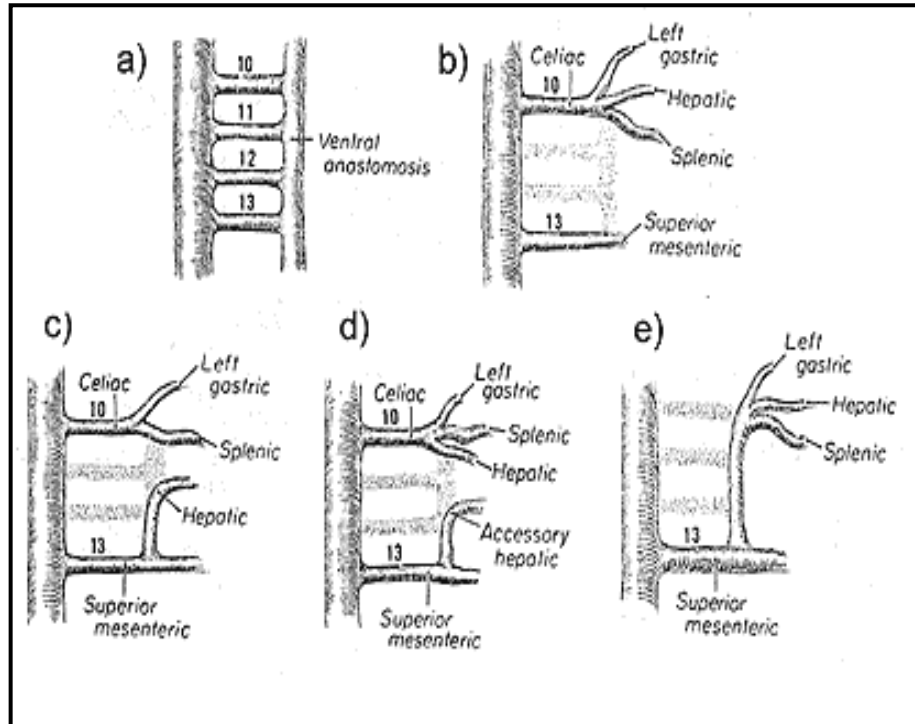 a)
10
11
12
13
Ventral
anastomosis
b)
Celiac
10
Left
gastric
Hepatic
Splenic
13
Superior
mesenteric
c)
Celiac
10
Left
gastric
Splenic
Hepatic
13
Superior
mesenteric
d)
Celiac
10
Left
gastric
Splenic
Hepatic
Accessory
hepatic
13
Superior
mesenteric
e)
Left
gastric
Hepatic
Splenic
13
Superior
mesenteric